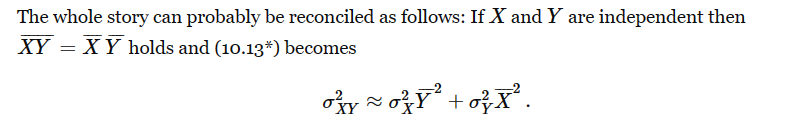 The whole story can probably be reconciled as follows: If X and Y are independent then
$\overline{XY} = \overline{X}\,\overline{Y}$ holds and (10.13*) becomes
$\sigma_{XY}^2 \approx \sigma_X^2 \overline{Y}^2 + \sigma_Y^2 \overline{X}^2 .$